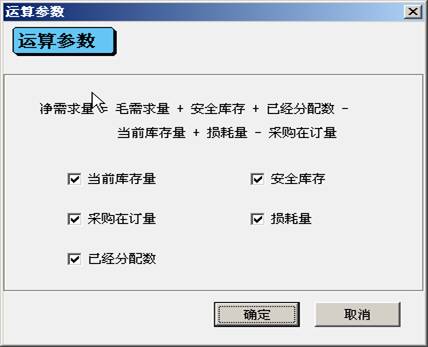 运算参数
运算参数
净需求量 = 毛需求量 + 安全库存 + 已经分配数 -
当前库存量 + 损耗量 - 采购在订量
当前库存量 安全库存
采购在订量 损耗量
已经分配数
确定 取消